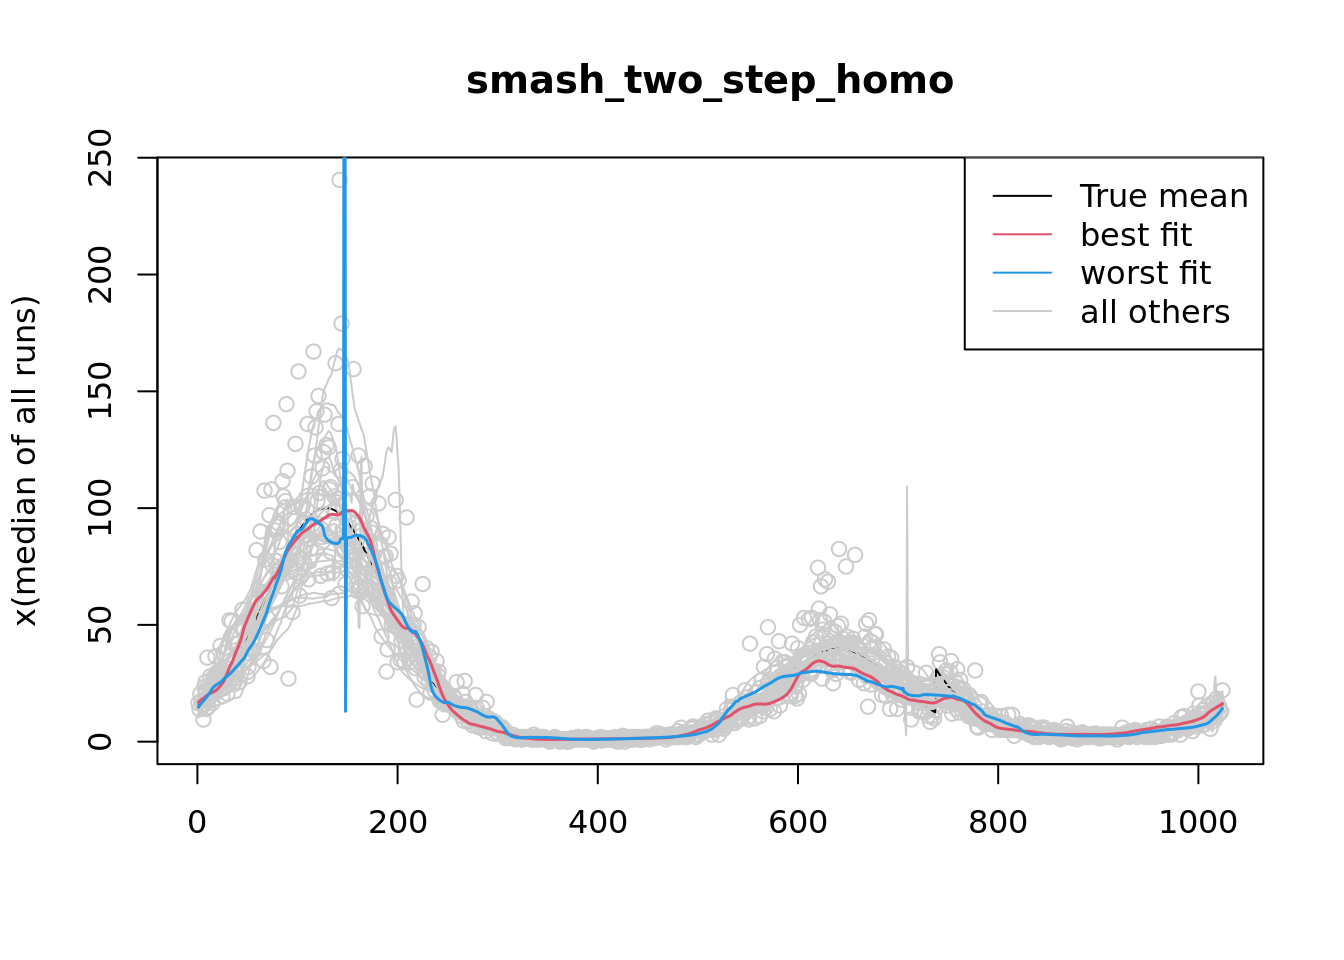 smash_two_step_homo
x(median of all runs)
250
200
150
100
50
0
True mean
best fit
worst fit
all others
0 200 400 600 800 1000